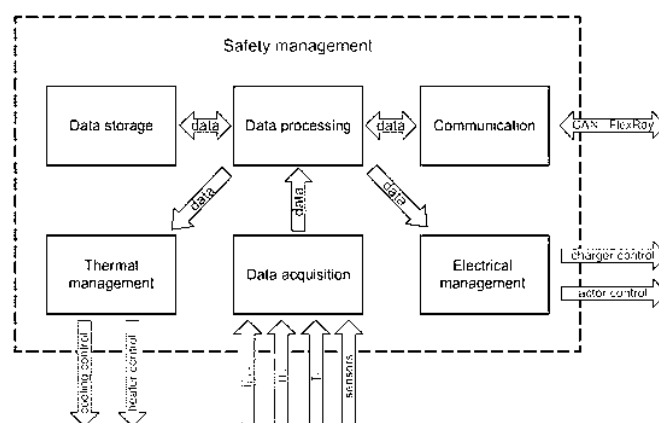 Safety management
Data storage
data
Data processing
data
Communication
CAN FlexRay
data
data
data
Thermal
management
Data acquisition
Electrical
management
charger control
actor control
cooling control
heater control
sensors